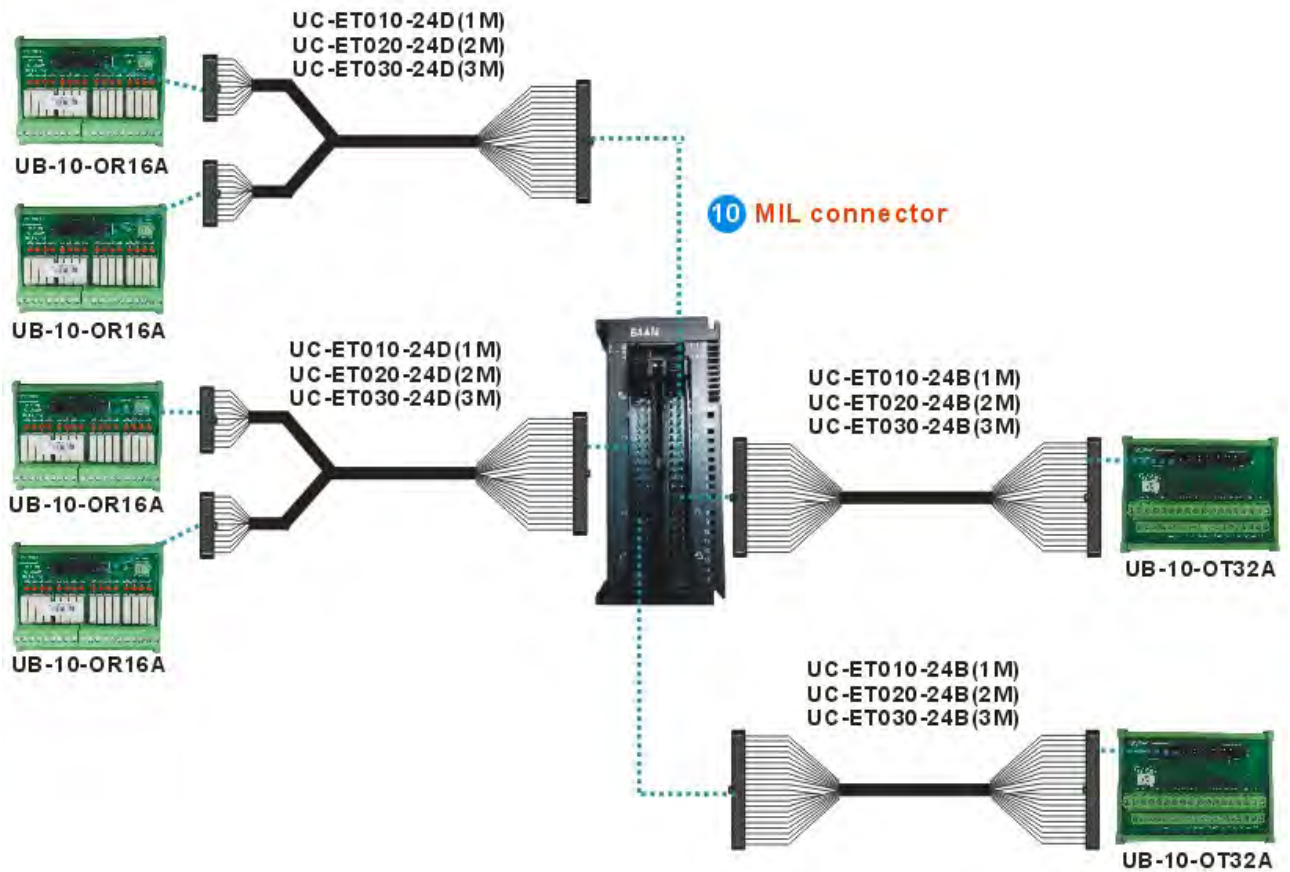 UC-ET010-24D(1M)
UC-ET020-24D(2M)
UC-ET030-24D(3M)
UB-10-OR16A
10 MIL connector
UB-10-OR16A
64AN
UC-ET010-24D(1M)
UC-ET020-24D(2M)
UC-ET030-24D(3M)
UC-ET010-24B(1M)
UC-ET020-24B(2M)
UC-ET030-24B(3M)
UB-10-OR16A
UB-10-OT32A
UB-10-OR16A
UC-ET010-24B(1M)
UC-ET020-24B(2M)
UC-ET030-24B(3M)
UB-10-OT32A